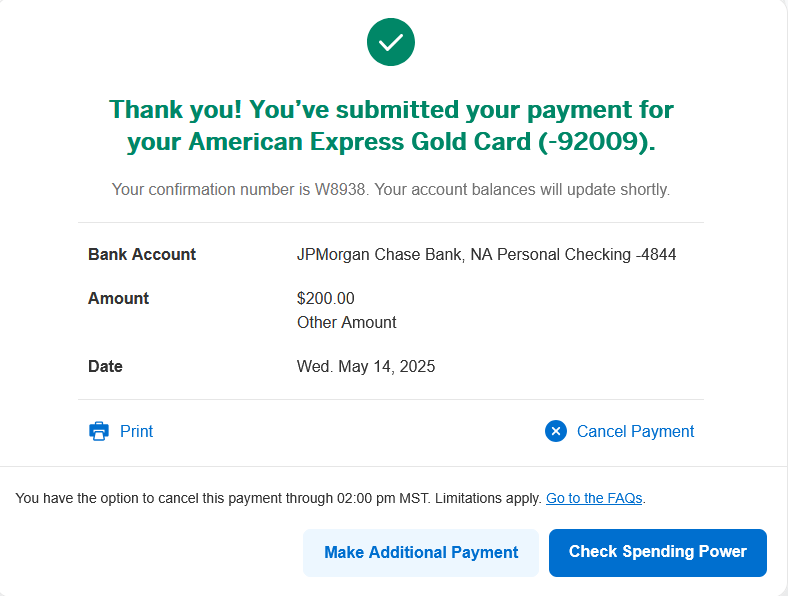 Thank you! You’ve submitted your payment for
your American Express Gold Card (-92009).
Your confirmation number is W8938. Your account balances will update shortly.
Bank Account JPMorgan Chase Bank, NA Personal Checking -4844
Amount $200.00
Other Amount
Date Wed. May 14, 2025
Print Cancel Payment
You have the option to cancel this payment through 02:00 pm MST. Limitations apply. Go to the FAQs.
Make Additional Payment Check Spending Power